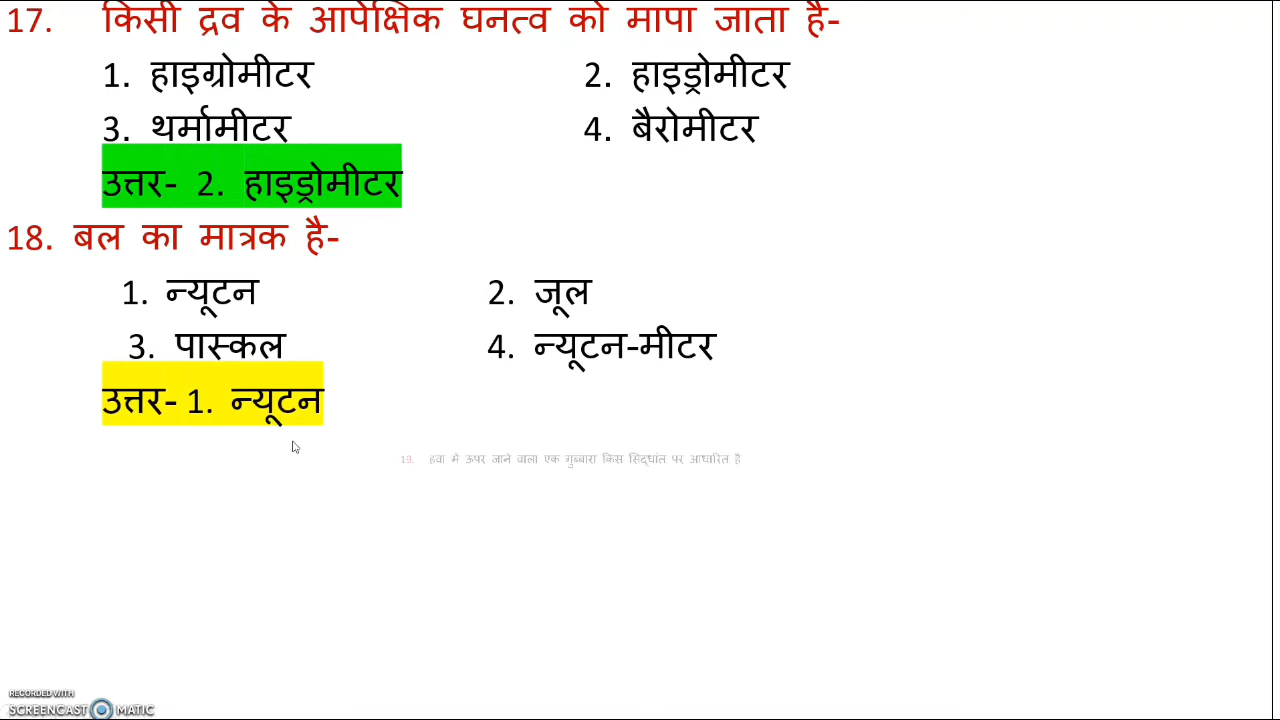 17. किसी द्रव के आपेक्षिक घनत्व को मापा जाता है-
1. हाइग्रोमीटर 2. हाइड्रोमीटर
3. थर्मामीटर 4. बैरोमीटर
उत्तर- 2. हाइड्रोमीटर
18. बल का मात्रक है-
1. न्यूटन 2. जूल
3. पास्कल 4. न्यूटन-मीटर
उत्तर- 1. न्यूटन
19. हवा में ऊपर जाने वाला एक गुब्बारा किस सिद्धांत पर आधारित है
RECORDED WITH
SCREENCAST MATIC